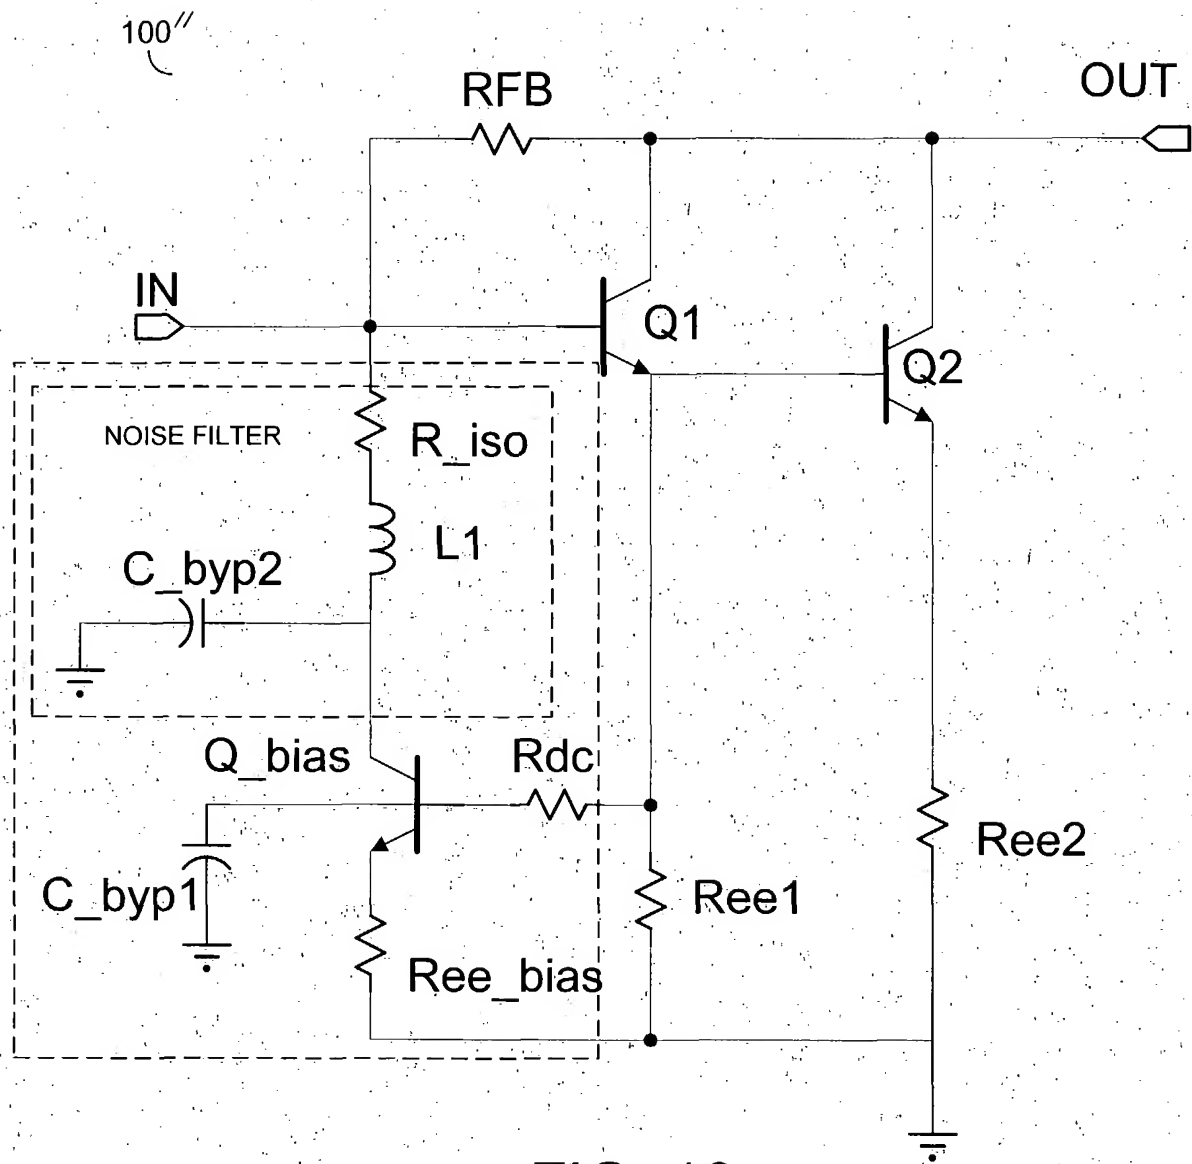 100″
RFB
OUT
IN
Q1
Q2
NOISE FILTER
R_iso
L1
C_byp2
Q_bias
Rdc
Ree2
C_byp1
Ree1
Ree_bias